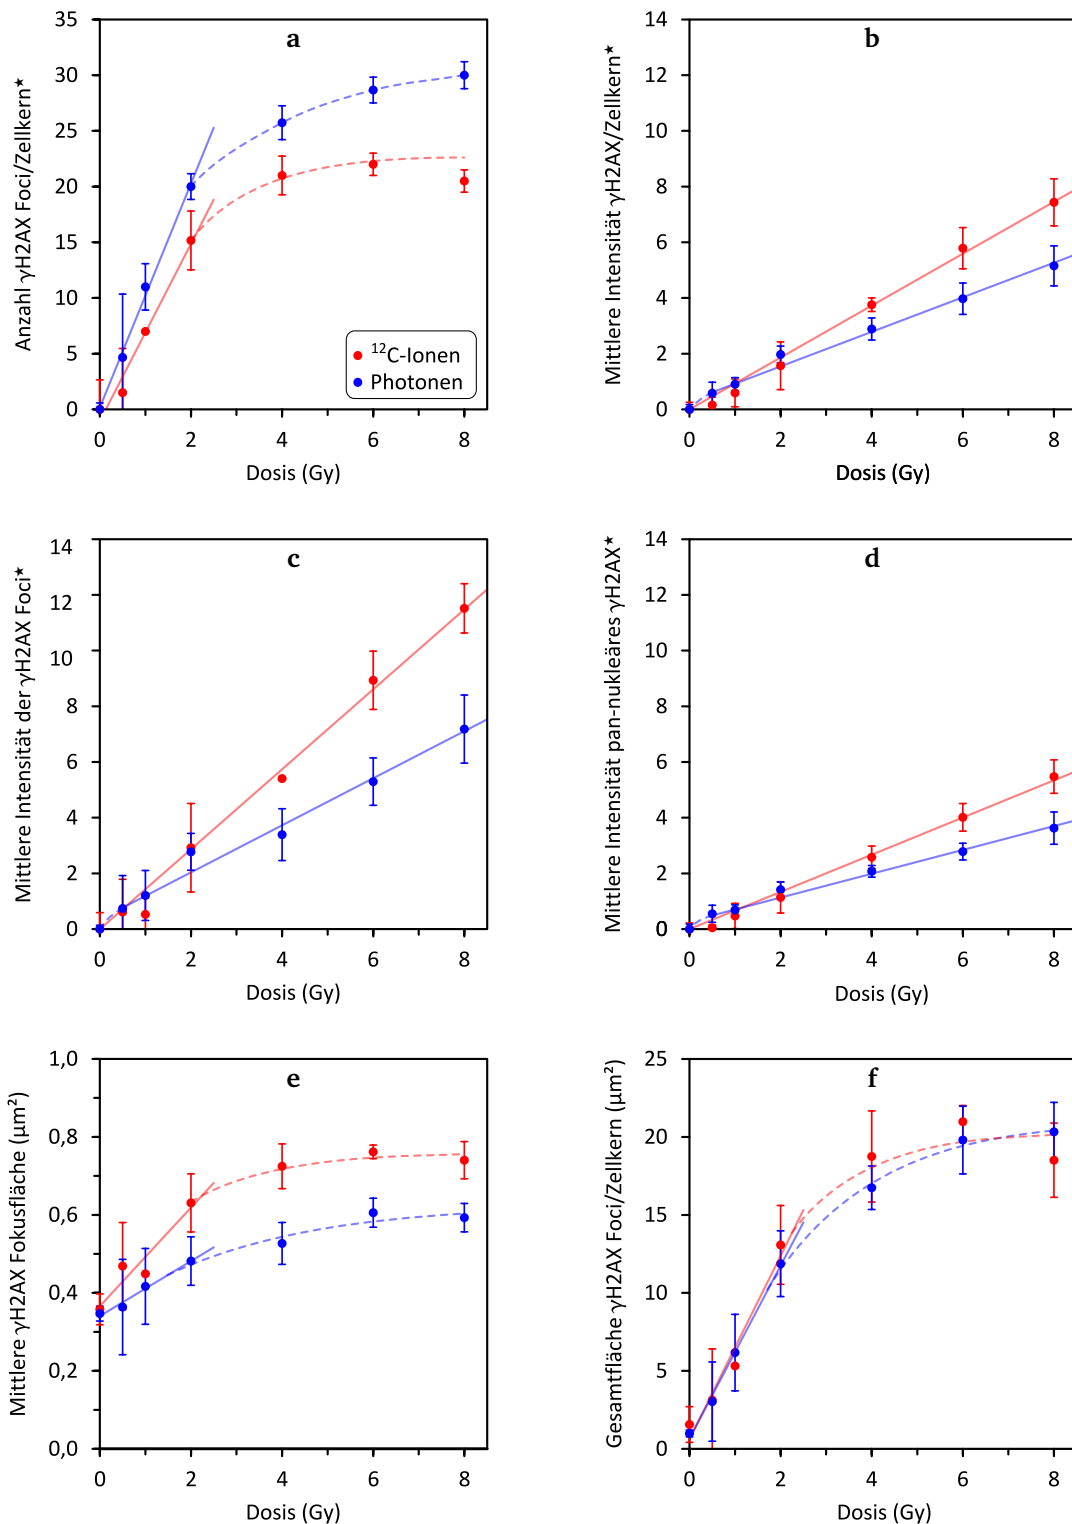 a
Anzahl γH2AX Foci/Zellkern★
35
30
25
20
15
10
5
0
¹²C-Ionen
Photonen
0 2 4 6 8
Dosis (Gy)
b
Mittlere Intensität γH2AX/Zellkern★
14
12
10
8
6
4
2
0
0 2 4 6 8
Dosis (Gy)
c
Mittlere Intensität der γH2AX Foci★
14
12
10
8
6
4
2
0
0 2 4 6 8
Dosis (Gy)
d
Mittlere Intensität pan-nukleäres γH2AX★
14
12
10
8
6
4
2
0
0 2 4 6 8
Dosis (Gy)
e
Mittlere γH2AX Fokusfläche (µm²)
1,0
0,8
0,6
0,4
0,2
0,0
0 2 4 6 8
Dosis (Gy)
f
Gesamtfläche γH2AX Foci/Zellkern (µm²)
25
20
15
10
5
0
0 2 4 6 8
Dosis (Gy)